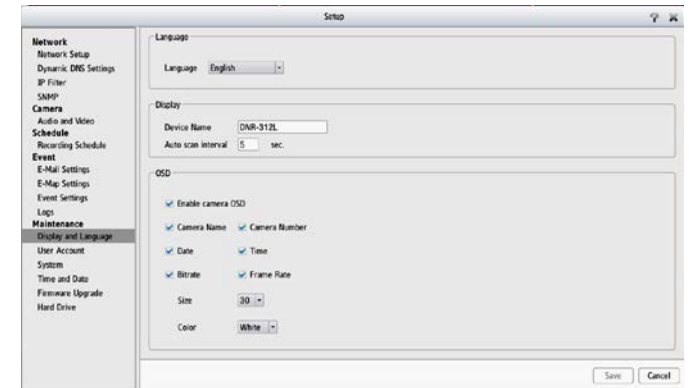 Setup
? ×
Network
Network Setup
Dynamic DNS Settings
IP Filter
SNMP
Camera
Audio and Video
Schedule
Recording Schedule
Event
E-Mail Settings
E-Map Settings
Event Settings
Logs
Maintenance
Display and Language
User Account
System
Time and Date
Firmware Upgrade
Hard Drive
Language
Language English
Display
Device Name DNR-312L
Auto scan interval 5 sec.
OSD
Enable camera OSD
Camera Name Camera Number
Date Time
Bitrate Frame Rate
Size 30
Color White
Save Cancel